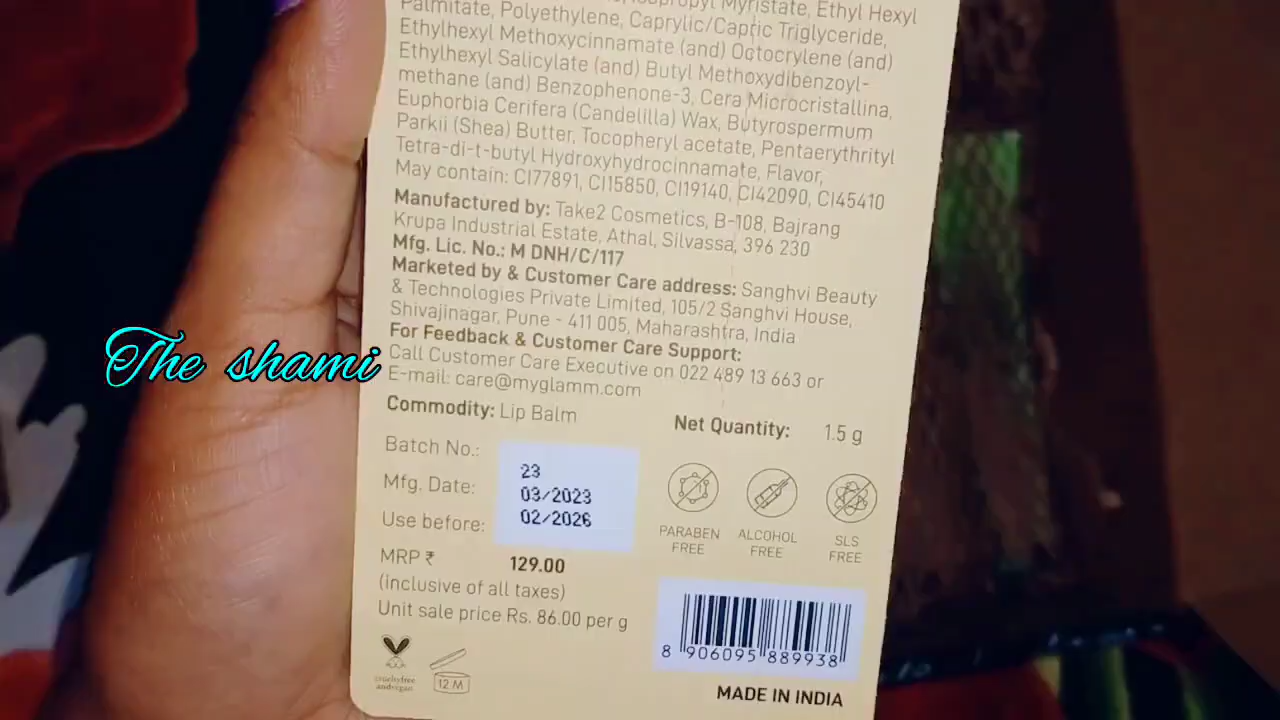 Isopropyl Myristate, Ethyl Hexyl
Palmitate, Polyethylene, Caprylic/Captic Triglyceride,
Ethylhexyl Methoxycinnamate (and) Octocrylene (and)
Ethylhexyl Salicylate (and) Butyl Methoxydibenzoyl-
methane (and) Benzophenone-3, Cera Microcristallina,
Euphorbia Cerifera (Candelilla) Wax, Butyrospermum
Parkii (Shea) Butter, Tocopheryl acetate, Pentaerythrityl
Tetra-di-t-butyl Hydroxyhydrocinnamate, Flavor,
May contain: CI77891, CI15850, CI19140, CI42090, CI45410
Manufactured by: Take2 Cosmetics, B-108, Bajrang
Krupa Industrial Estate, Athal, Silvassa, 396 230
Mfg. Lic. No.: M DNH/C/117
Marketed by & Customer Care address: Sanghvi Beauty
& Technologies Private Limited, 105/2 Sanghvi House,
Shivajinagar, Pune - 411 005, Maharashtra, India
For Feedback & Customer Care Support:
Call Customer Care Executive on 022 489 13 663 or
E-mail: care@myglamm.com
The shami
Commodity: Lip Balm
Net Quantity: 1.5 g
Batch No.: 23
Mfg. Date: 03/2023
Use before: 02/2026
PARABEN FREE
ALCOHOL FREE
SLS FREE
MRP ₹ 129.00
(inclusive of all taxes)
Unit sale price Rs. 86.00 per g
8 906095 889938
crueltyfree
andvegan
12 M
MADE IN INDIA